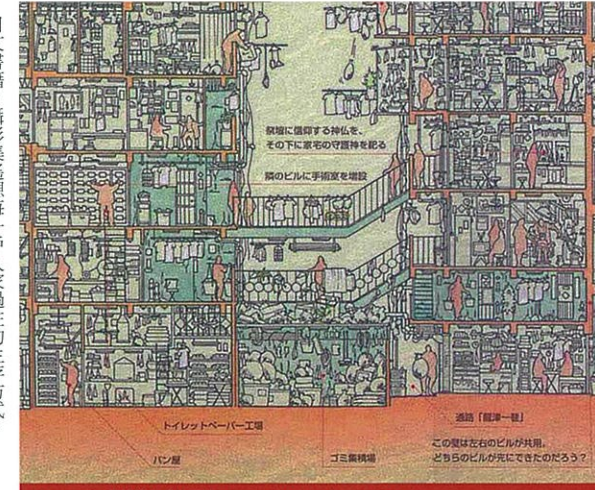 祭壇に信仰する神仏を、
その下に家宅の守護神を祀る
隣のビルに手術室を増設
トイレットペーパー工場
パン屋
ゴミ集積場
通路「龍津一巷」
この壁は左右のビルが共用。
どちらのビルが先にできたのだろう？